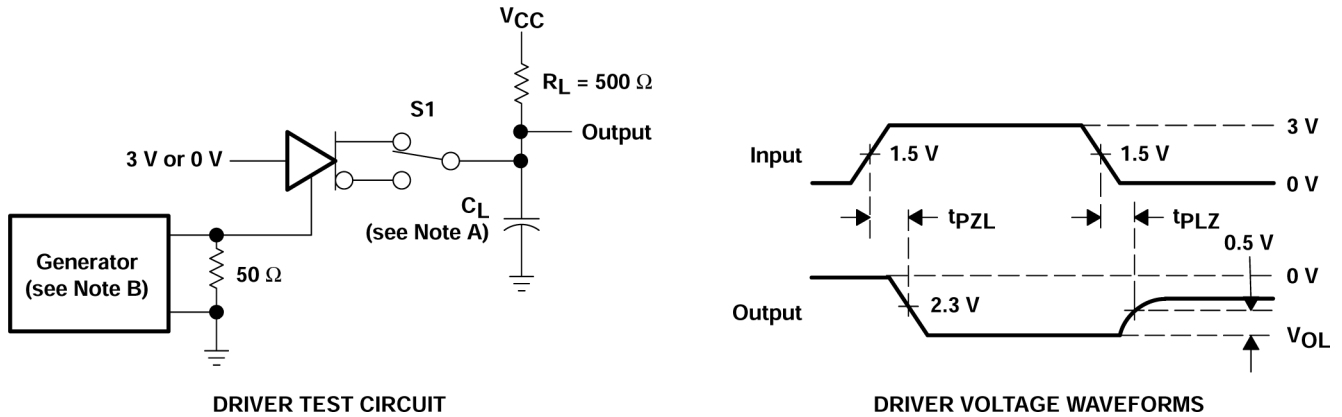 VCC
RL = 500 Ω
S1
Output
3 V or 0 V
CL
(see Note A)
Generator
(see Note B)
50 Ω
DRIVER TEST CIRCUIT
3 V
Input
1.5 V
1.5 V
0 V
tPZL
tPLZ
0.5 V
0 V
Output
2.3 V
VOL
DRIVER VOLTAGE WAVEFORMS